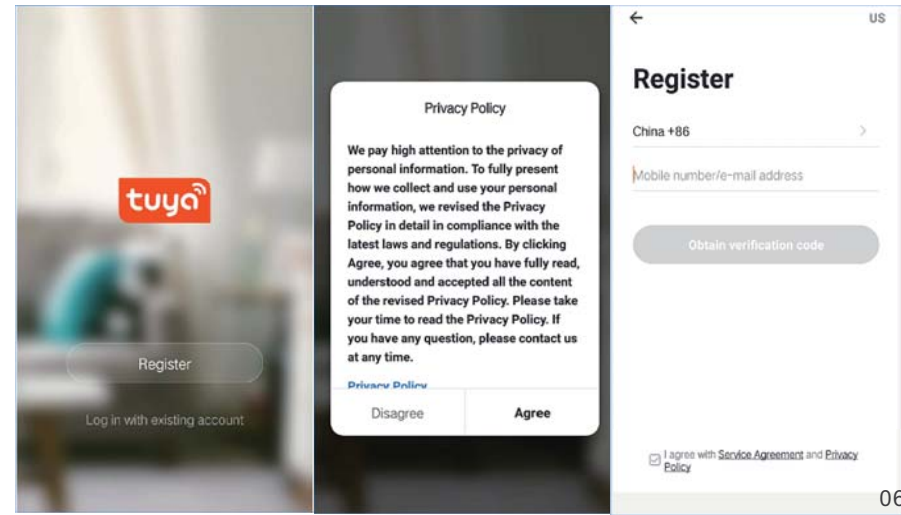 tuya
Register
Log in with existing account
Privacy Policy
We pay high attention to the privacy of
personal information. To fully present
how we collect and use your personal
information, we revised the Privacy
Policy in detail in compliance with the
latest laws and regulations. By clicking
Agree, you agree that you have fully read,
understood and accepted all the content
of the revised Privacy Policy. Please take
your time to read the Privacy Policy. If
you have any question, please contact us
at any time.
Privacy Policy
Disagree
Agree
US
Register
China +86
Mobile number/e-mail address
Obtain verification code
I agree with Service Agreement and Privacy
Policy
06